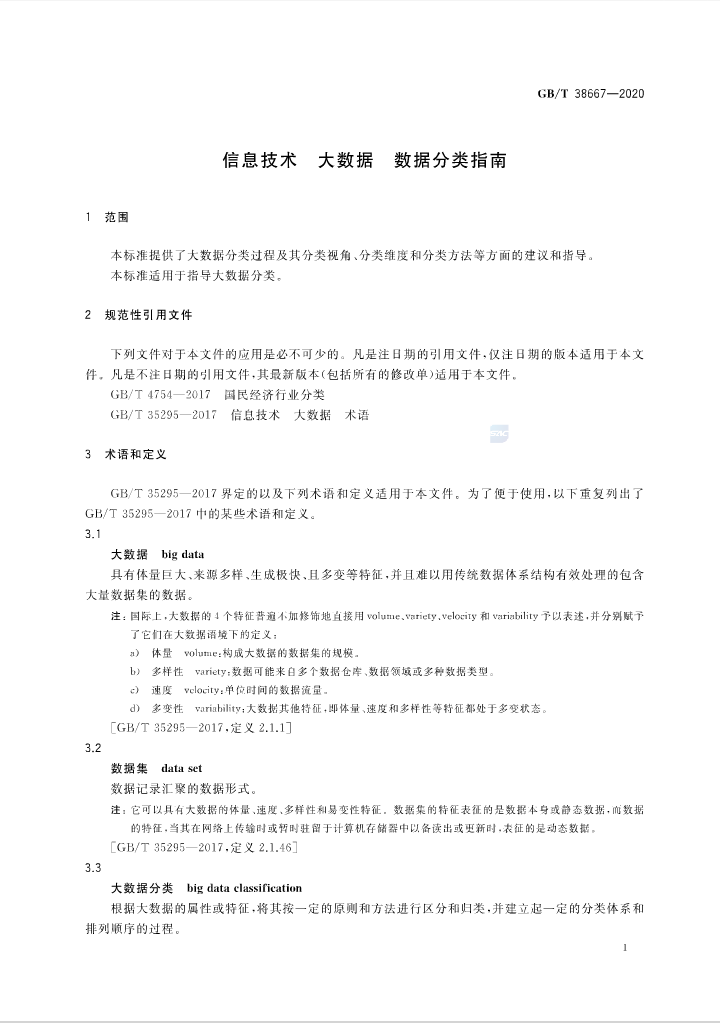 GB/T 38667—2020
信息技术 大数据 数据分类指南
1 范围
本标准提供了大数据分类过程及其分类视角、分类维度和分类方法等方面的建议和指导。
本标准适用于指导大数据分类。
2 规范性引用文件
下列文件对于本文件的应用是必不可少的。凡是注日期的引用文件,仅注日期的版本适用于本文
件。凡是不注日期的引用文件,其最新版本(包括所有的修改单)适用于本文件。
GB/T 4754—2017 国民经济行业分类
GB/T 35295—2017 信息技术 大数据 术语
SAC
3 术语和定义
GB/T 35295—2017 界定的以及下列术语和定义适用于本文件。为了便于使用,以下重复列出了
GB/T 35295—2017 中的某些术语和定义。
3.1
大数据 big data
具有体量巨大、来源多样、生成极快、且多变等特征,并且难以用传统数据体系结构有效处理的包含
大量数据集的数据。
注:国际上,大数据的 4 个特征普遍不加修饰地直接用 volume、variety、velocity 和 variability 予以表述,并分别赋予
了它们在大数据语境下的定义:
a) 体量 volume:构成大数据的数据集的规模。
b) 多样性 variety:数据可能来自多个数据仓库、数据领域或多种数据类型。
c) 速度 velocity:单位时间的数据流量。
d) 多变性 variability:大数据其他特征,即体量、速度和多样性等特征都处于多变状态。
[GB/T 35295—2017,定义 2.1.1]
3.2
数据集 data set
数据记录汇聚的数据形式。
注:它可以具有大数据的体量、速度、多样性和易变性特征。数据集的特征表征的是数据本身或静态数据,而数据
的特征,当其在网络上传输时或暂时驻留于计算机存储器中以备读出或更新时,表征的是动态数据。
[GB/T 35295—2017,定义 2.1.46]
3.3
大数据分类 big data classification
根据大数据的属性或特征,将其按一定的原则和方法进行区分和归类,并建立起一定的分类体系和
排列顺序的过程。
1